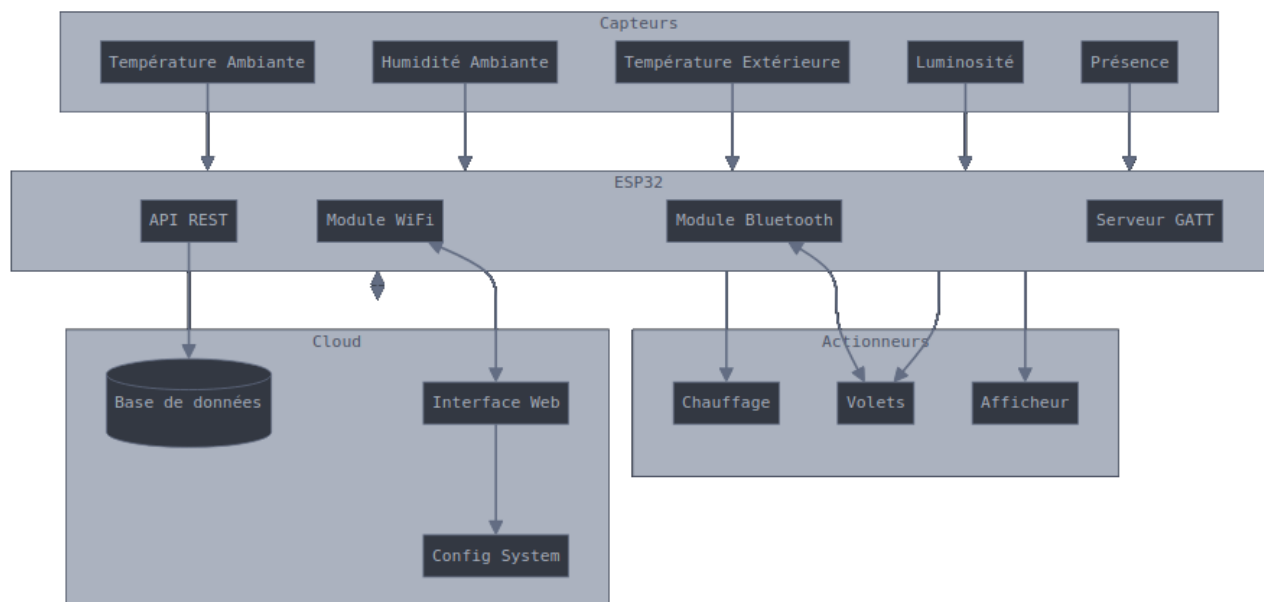 Capteurs
Température Ambiante
Humidité Ambiante
Température Extérieure
Luminosité
Présence
ESP32
API REST
Module WiFi
Module Bluetooth
Serveur GATT
Cloud
Actionneurs
Base de données
Interface Web
Chauffage
Volets
Afficheur
Config System